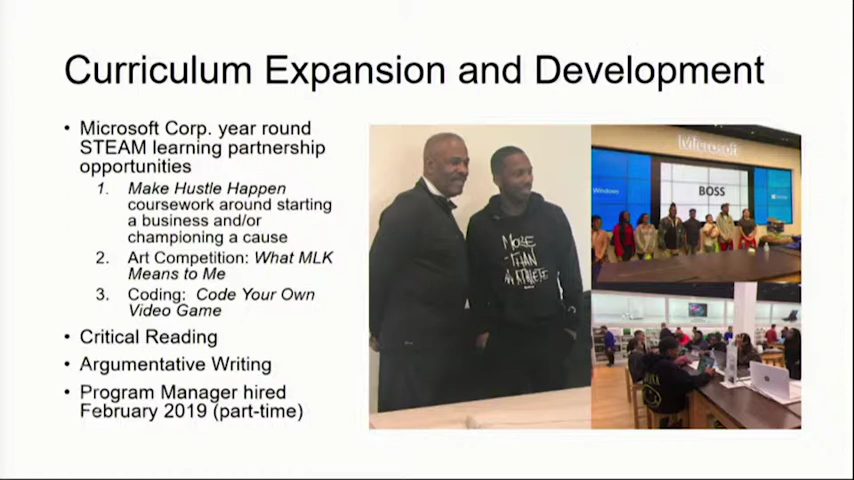 Curriculum Expansion and Development
• Microsoft Corp. year round
STEAM learning partnership
opportunities
1. Make Hustle Happen
coursework around starting
a business and/or
championing a cause
2. Art Competition: What MLK
Means to Me
3. Coding: Code Your Own
Video Game
• Critical Reading
• Argumentative Writing
• Program Manager hired
February 2019 (part-time)
MORE
THAN
AN ATHLETE
Microsoft
Windows
BOSS